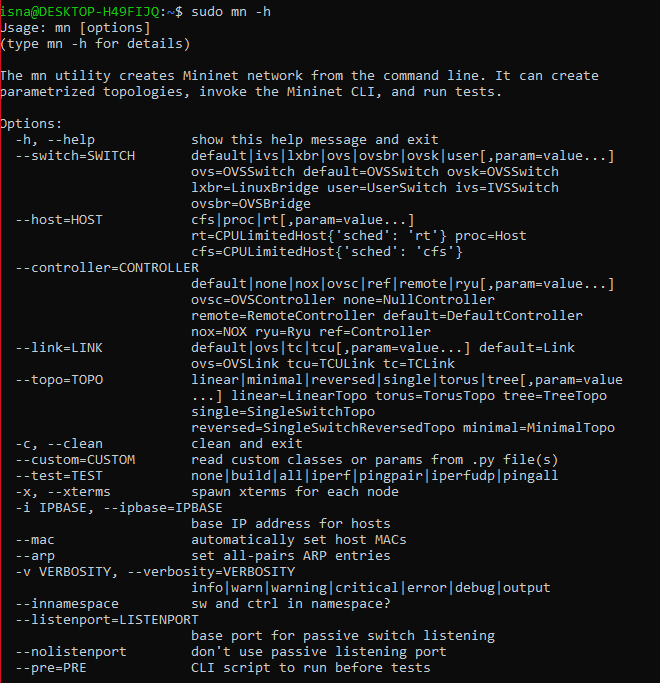 isna@DESKTOP-H49FIJQ:~$ sudo mn -h
Usage: mn [options]
(type mn -h for details)
The mn utility creates Mininet network from the command line. It can create
parametrized topologies, invoke the Mininet CLI, and run tests.
Options:
-h, --help show this help message and exit
--switch=SWITCH default|ivs|lxbr|ovs|ovsbr|ovsk|user[,param=value...]
ovs=OVSSwitch default=OVSSwitch ovsk=OVSSwitch
lxbr=LinuxBridge user=UserSwitch ivs=IVSSwitch
ovsbr=OVSBridge
--host=HOST cfs|proc|rt[,param=value...]
rt=CPULimitedHost{'sched': 'rt'} proc=Host
cfs=CPULimitedHost{'sched': 'cfs'}
--controller=CONTROLLER
default|none|nox|ovsc|ref|remote|ryu[,param=value...]
ovsc=OVSController none=NullController
remote=RemoteController default=DefaultController
nox=NOX ryu=Ryu ref=Controller
--link=LINK default|ovs|tc|tcu[,param=value...] default=Link
ovs=OVSLink tcu=TCULink tc=TCLink
--topo=TOPO linear|minimal|reversed|single|torus|tree[,param=value
...] linear=LinearTopo torus=TorusTopo tree=TreeTopo
single=SingleSwitchTopo
reversed=SingleSwitchReversedTopo minimal=MinimalTopo
-c, --clean clean and exit
--custom=CUSTOM read custom classes or params from .py file(s)
--test=TEST none|build|all|iperf|pingpair|iperfudp|pingall
-x, --xterms spawn xterms for each node
-i IPBASE, --ipbase=IPBASE
base IP address for hosts
--mac automatically set host MACs
--arp set all-pairs ARP entries
-v VERBOSITY, --verbosity=VERBOSITY
info|warn|warning|critical|error|debug|output
--innamespace sw and ctrl in namespace?
--listenport=LISTENPORT
base port for passive switch listening
--nolistenport don't use passive listening port
--pre=PRE CLI script to run before tests